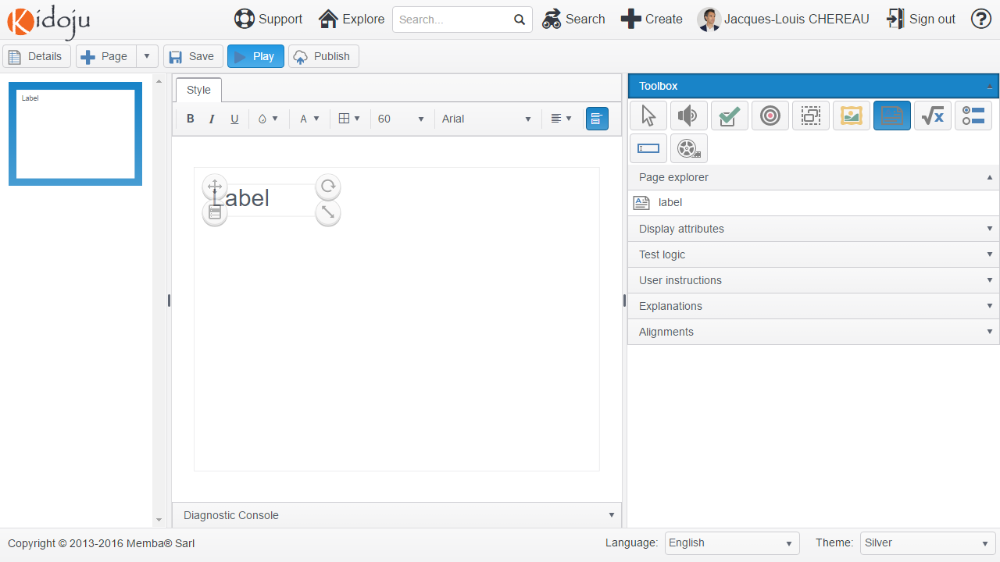 Kidoju
Support
Explore
Search...
Search
Create
Jacques-Louis CHEREAU
Sign out
Details
Page
Save
Play
Publish
Label
Style
B I U A 60 Arial
Label
Diagnostic Console
Toolbox
Page explorer
label
Display attributes
Test logic
User instructions
Explanations
Alignments
Copyright © 2013-2016 Memba® Sarl
Language: English
Theme: Silver